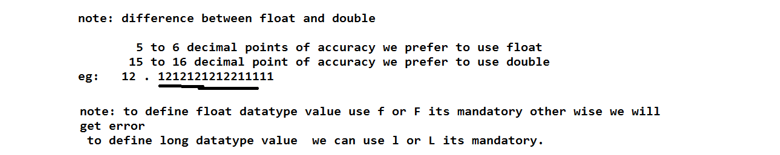 note: difference between float and double
5 to 6 decimal points of accuracy we prefer to use float
15 to 16 decimal point of accuracy we prefer to use double
eg: 12 . 1212121212211111
note: to define float datatype value use f or F its mandatory other wise we will
get error
to define long datatype value we can use l or L its mandatory.